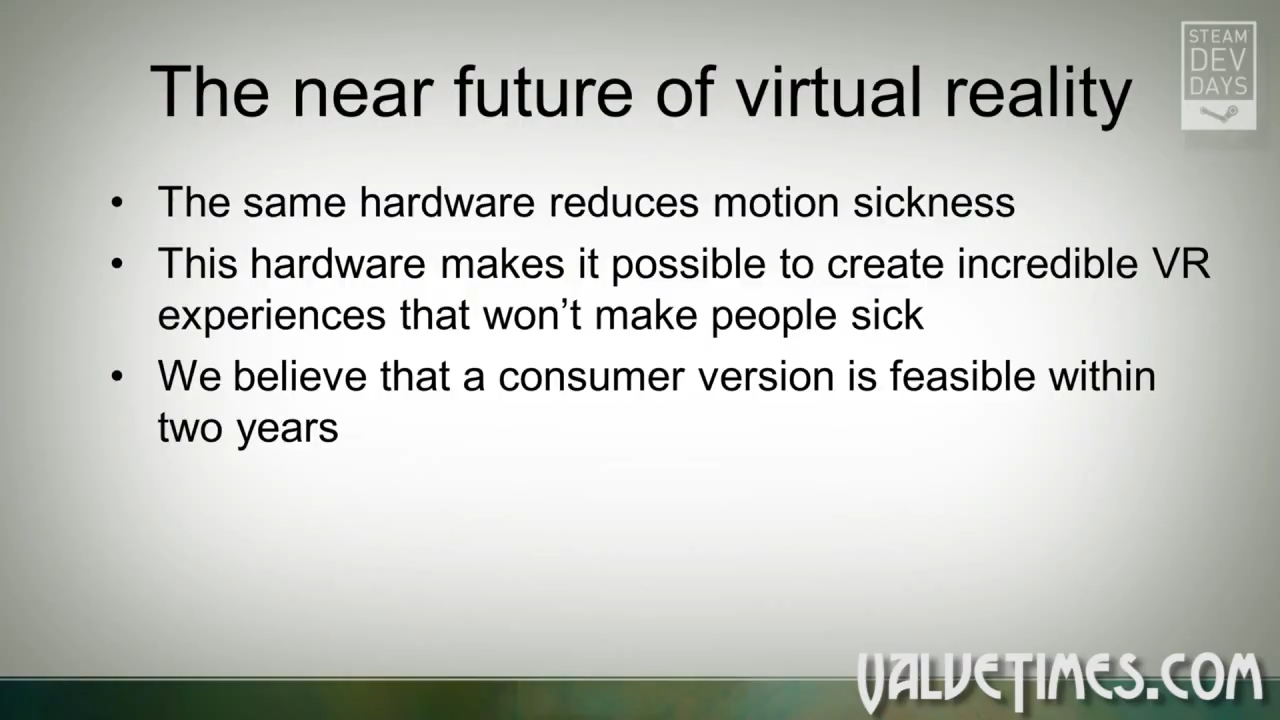 The near future of virtual reality
STEAM
DEV
DAYS
• The same hardware reduces motion sickness
• This hardware makes it possible to create incredible VR
experiences that won’t make people sick
• We believe that a consumer version is feasible within
two years
VALVETIMES.COM